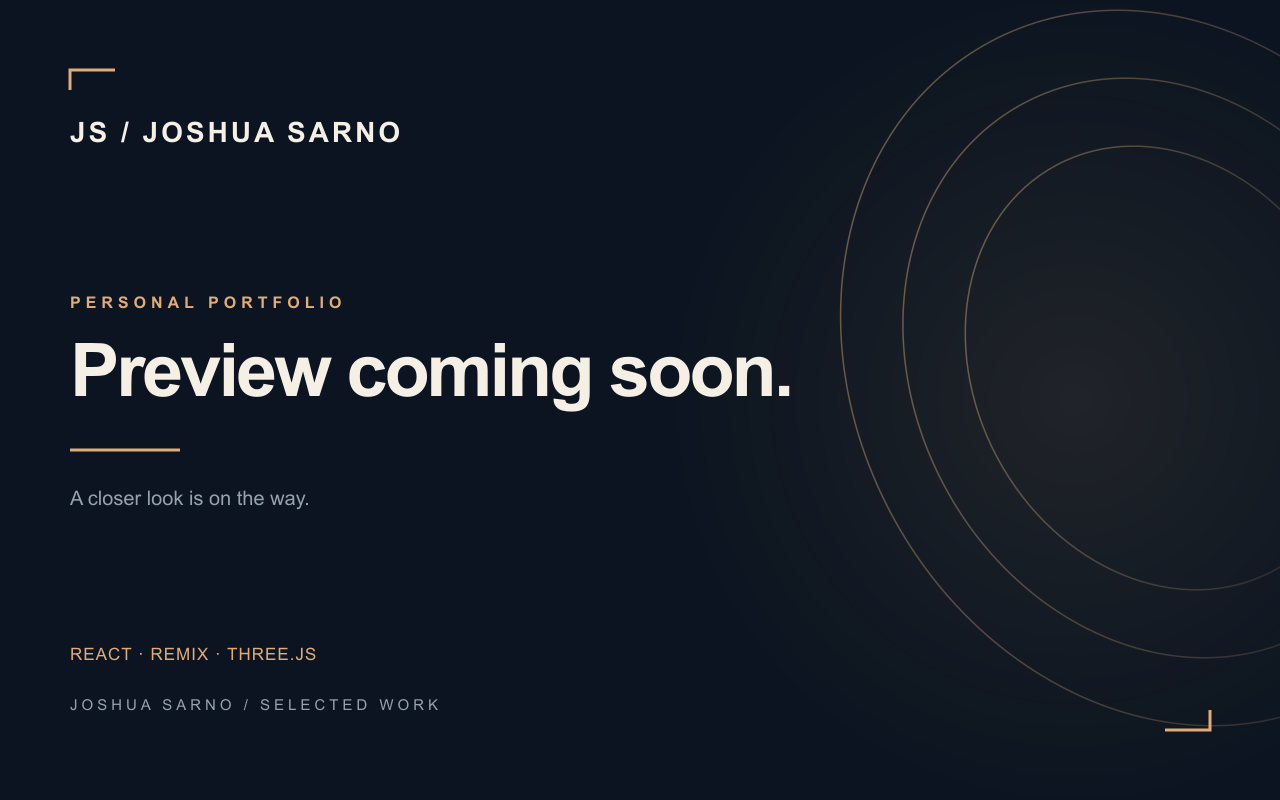 JS / JOSHUA SARNO
PERSONAL PORTFOLIO
Preview coming soon.
A closer look is on the way.
REACT · REMIX · THREE.JS
JOSHUA SARNO / SELECTED WORK